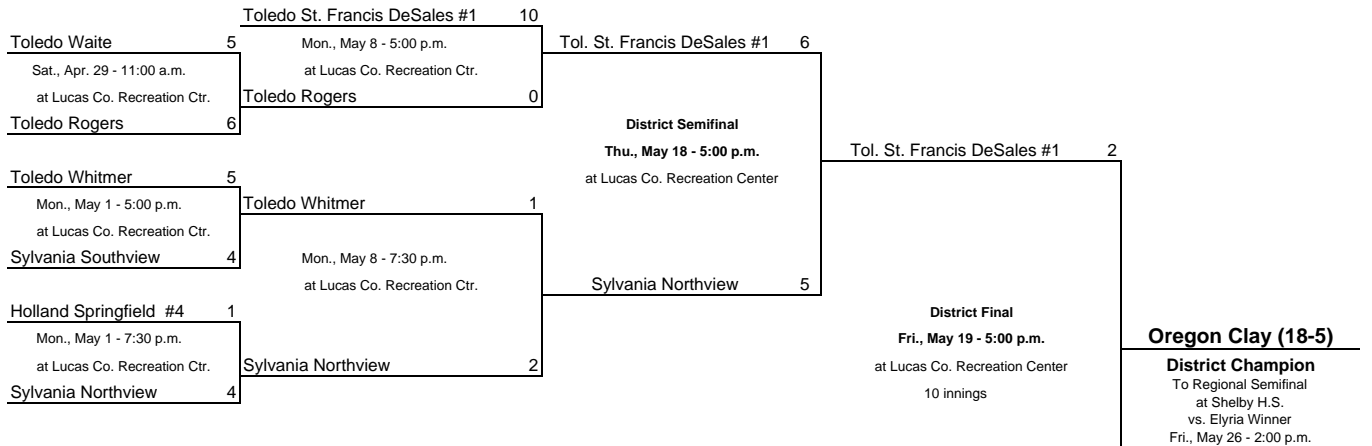 Toledo St. Francis DeSales #1 10
Toledo Waite 5
Mon., May 8 - 5:00 p.m.
Tol. St. Francis DeSales #1 6
Sat., Apr. 29 - 11:00 a.m.
at Lucas Co. Recreation Ctr.
at Lucas Co. Recreation Ctr.
Toledo Rogers 0
Toledo Rogers 6
District Semifinal
Thu., May 18 - 5:00 p.m.
Tol. St. Francis DeSales #1 2
Toledo Whitmer 5
at Lucas Co. Recreation Center
Mon., May 1 - 5:00 p.m.
Toledo Whitmer 1
at Lucas Co. Recreation Ctr.
Sylvania Southview 4
Mon., May 8 - 7:30 p.m.
at Lucas Co. Recreation Ctr.
Sylvania Northview 5
Holland Springfield #4 1
District Final
Mon., May 1 - 7:30 p.m.
Fri., May 19 - 5:00 p.m.
Oregon Clay (18-5)
at Lucas Co. Recreation Ctr.
Sylvania Northview 2
at Lucas Co. Recreation Center
District Champion
Sylvania Northview 4
10 innings
To Regional Semifinal
at Shelby H.S.
vs. Elyria Winner
Fri., May 26 - 2:00 p.m.